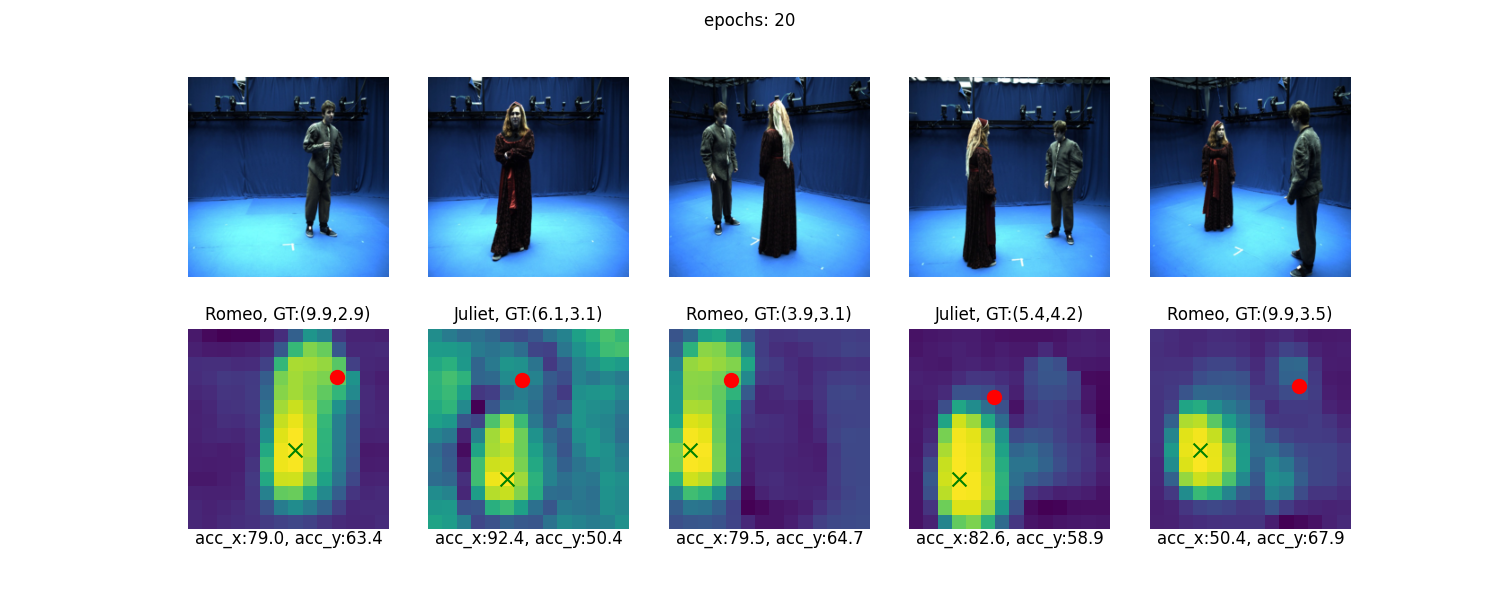 epochs: 20
Romeo, GT:(9.9,2.9)
Juliet, GT:(6.1,3.1)
Romeo, GT:(3.9,3.1)
Juliet, GT:(5.4,4.2)
Romeo, GT:(9.9,3.5)
acc_x:79.0, acc_y:63.4
acc_x:92.4, acc_y:50.4
acc_x:79.5, acc_y:64.7
acc_x:82.6, acc_y:58.9
acc_x:50.4, acc_y:67.9